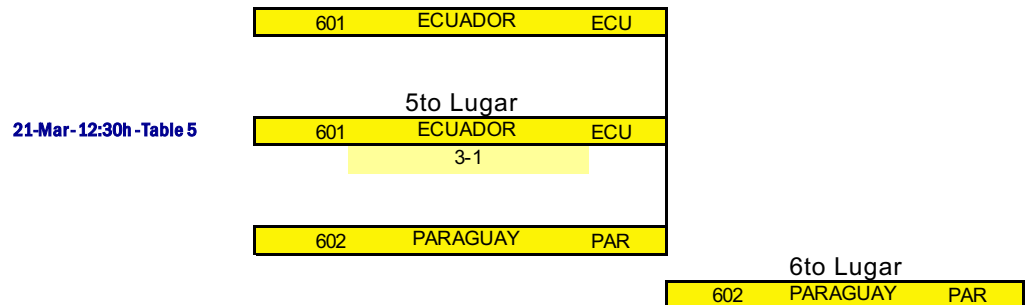 601 ECUADOR ECU
5to Lugar
21-Mar-12:30h-Table 5
601 ECUADOR ECU
3-1
602 PARAGUAY PAR
6to Lugar
602 PARAGUAY PAR